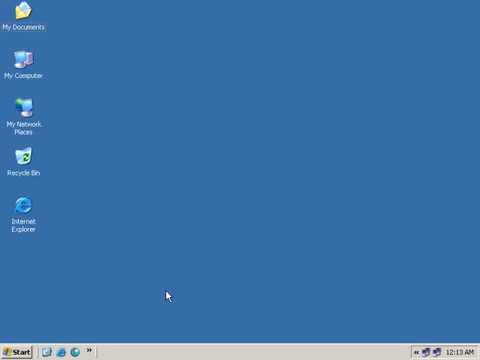 My Documents
My Computer
My Network
Places
Recycle Bin
Internet
Explorer
Start
»
«
12:13 AM